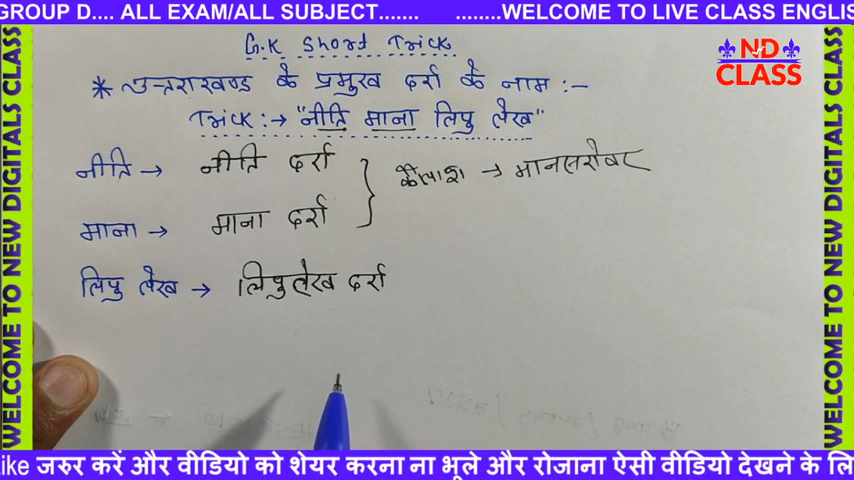 GROUP D.... ALL EXAM/ALL SUBJECT....... ........WELCOME TO LIVE CLASS ENGLIS
ND
CLASS
G.K Short Trick
* उत्तराखण्ड के प्रमुख दर्रा के नाम :-
Trick :→ "नीति माना लिपु लेख"
नीति → नीति दर्रा
कैलाश → मानसरोवर
माना → माना दर्रा
लिपु लेख → लिपुलेख दर्रा
WELCOME TO NEW DIGITALS CLASS
WELCOME TO NEW DIGITALS CLASS
ike जरुर करें और वीडियो को शेयर करना ना भूले और रोजाना ऐसी वीडियो देखने के लि